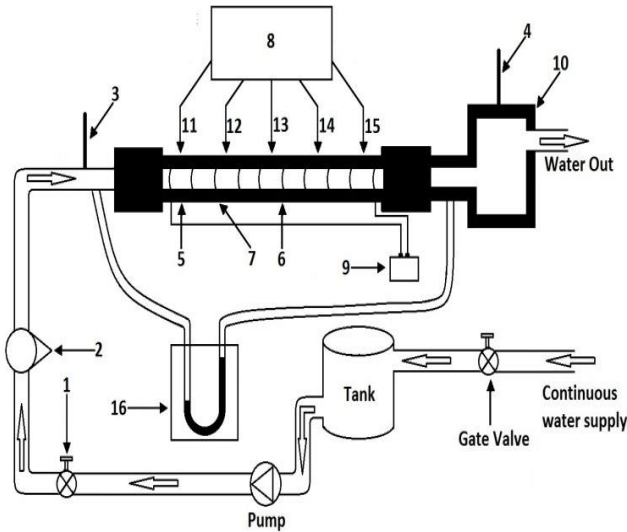 8
4
3
10
11
12
13
14
15
Water Out
5
7
6
9
2
1
16
Tank
Continuous
water supply
Gate Valve
Pump